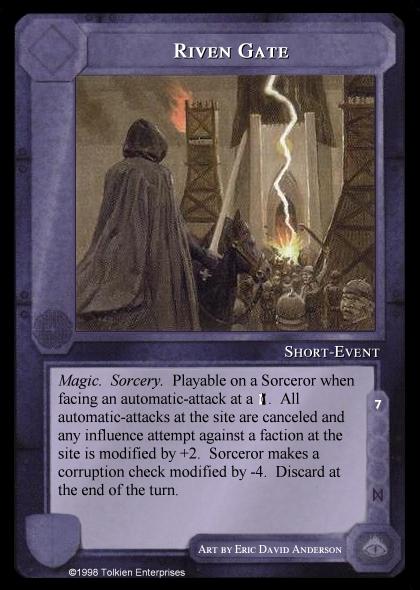 RIVEN GATE
SHORT-EVENT
Magic. Sorcery. Playable on a Sorceror when
facing an automatic-attack at a . All
automatic-attacks at the site are canceled and
any influence attempt against a faction at the
site is modified by +2. Sorceror makes a
corruption check modified by -4. Discard at
the end of the turn.
7
ART BY ERIC DAVID ANDERSON
©1998 Tolkien Enterprises